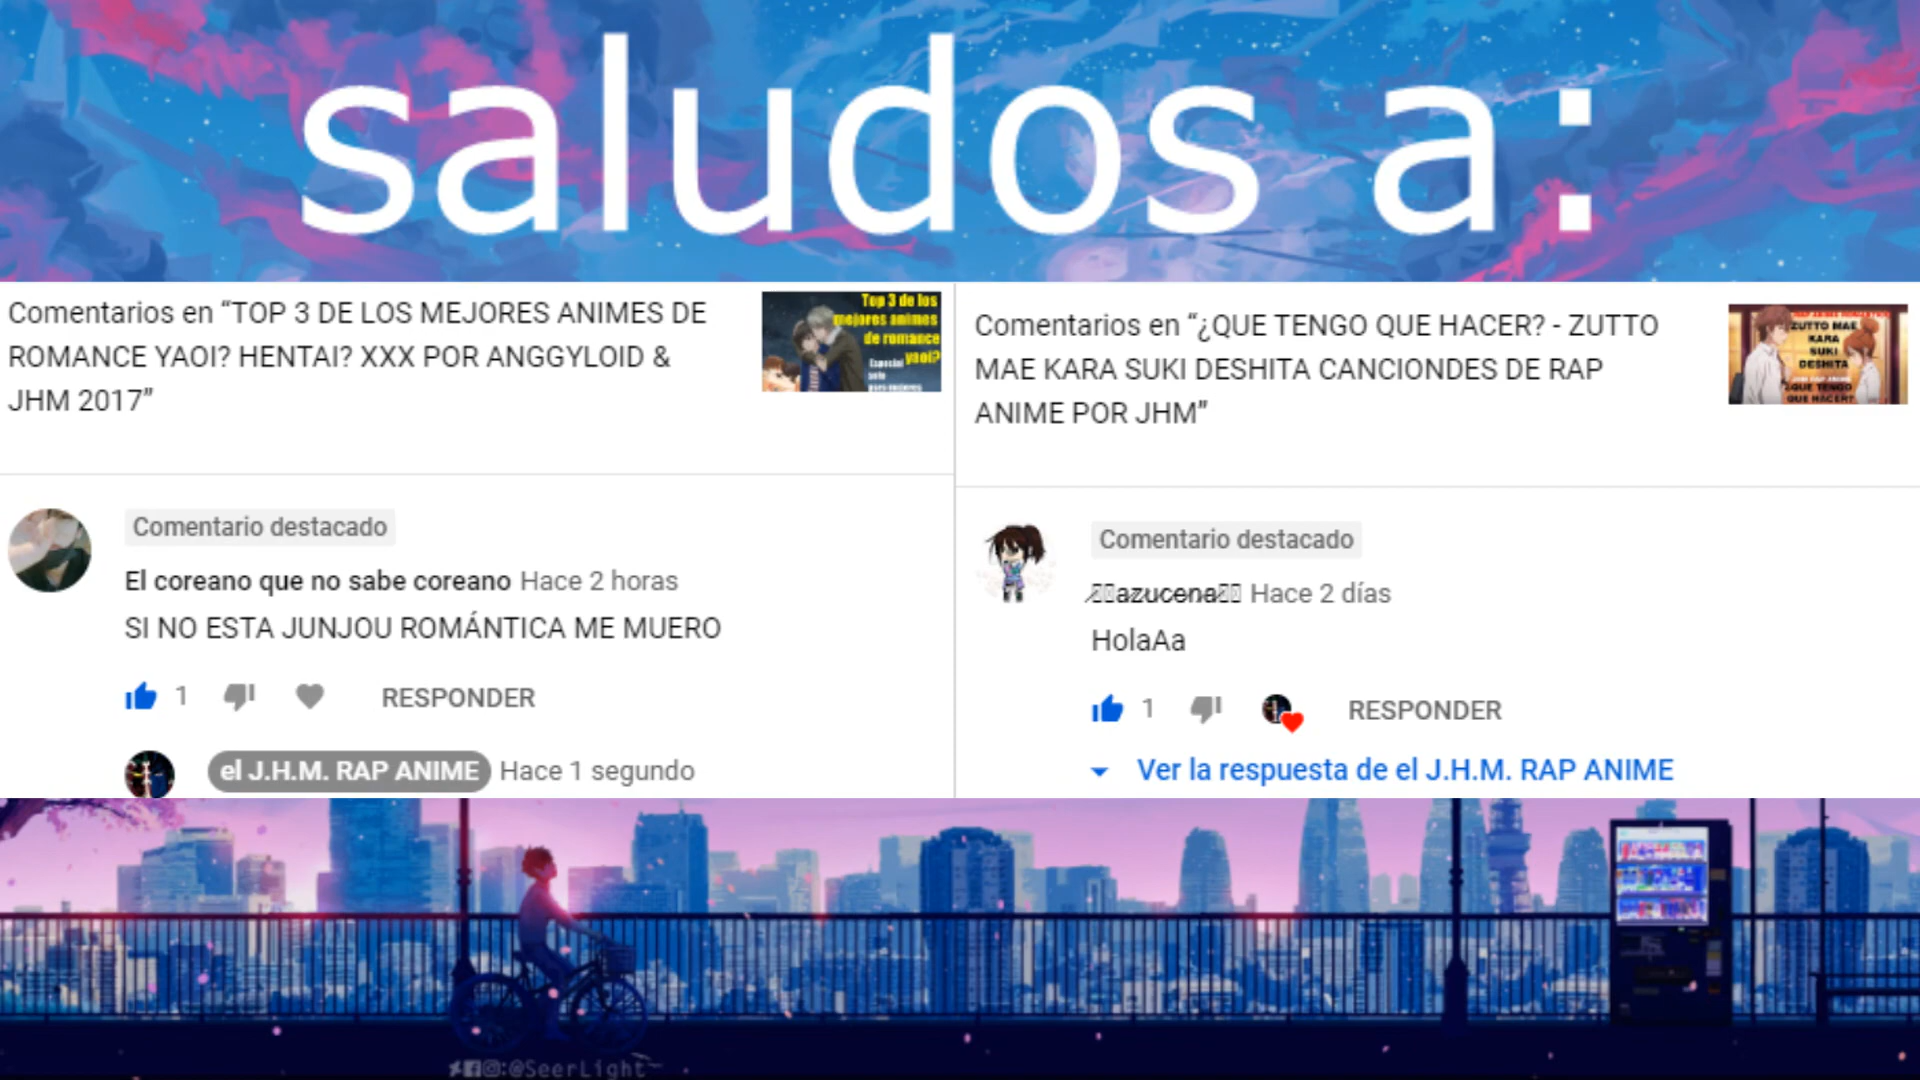 saludos a:
Comentarios en “TOP 3 DE LOS MEJORES ANIMES DE
ROMANCE YAOI? HENTAI? XXX POR ANGGYLOID &
JHM 2017”
Top 3 de los
mejores animes
de romance
yaoi?
Especial
solo
para mujeres
Comentario destacado
El coreano que no sabe coreano Hace 2 horas
SI NO ESTA JUNJOU ROMÁNTICA ME MUERO
1 RESPONDER
el J.H.M. RAP ANIME Hace 1 segundo
Comentarios en “¿QUE TENGO QUE HACER? - ZUTTO
MAE KARA SUKI DESHITA CANCIONDES DE RAP
ANIME POR JHM”
ZUTTO MAE
KARA
SUKI
DESHITA
¿QUE TENGO
QUE HACER?
Comentario destacado
azucena Hace 2 días
HolaAa
1 RESPONDER
Ver la respuesta de el J.H.M. RAP ANIME
:@SeerLight